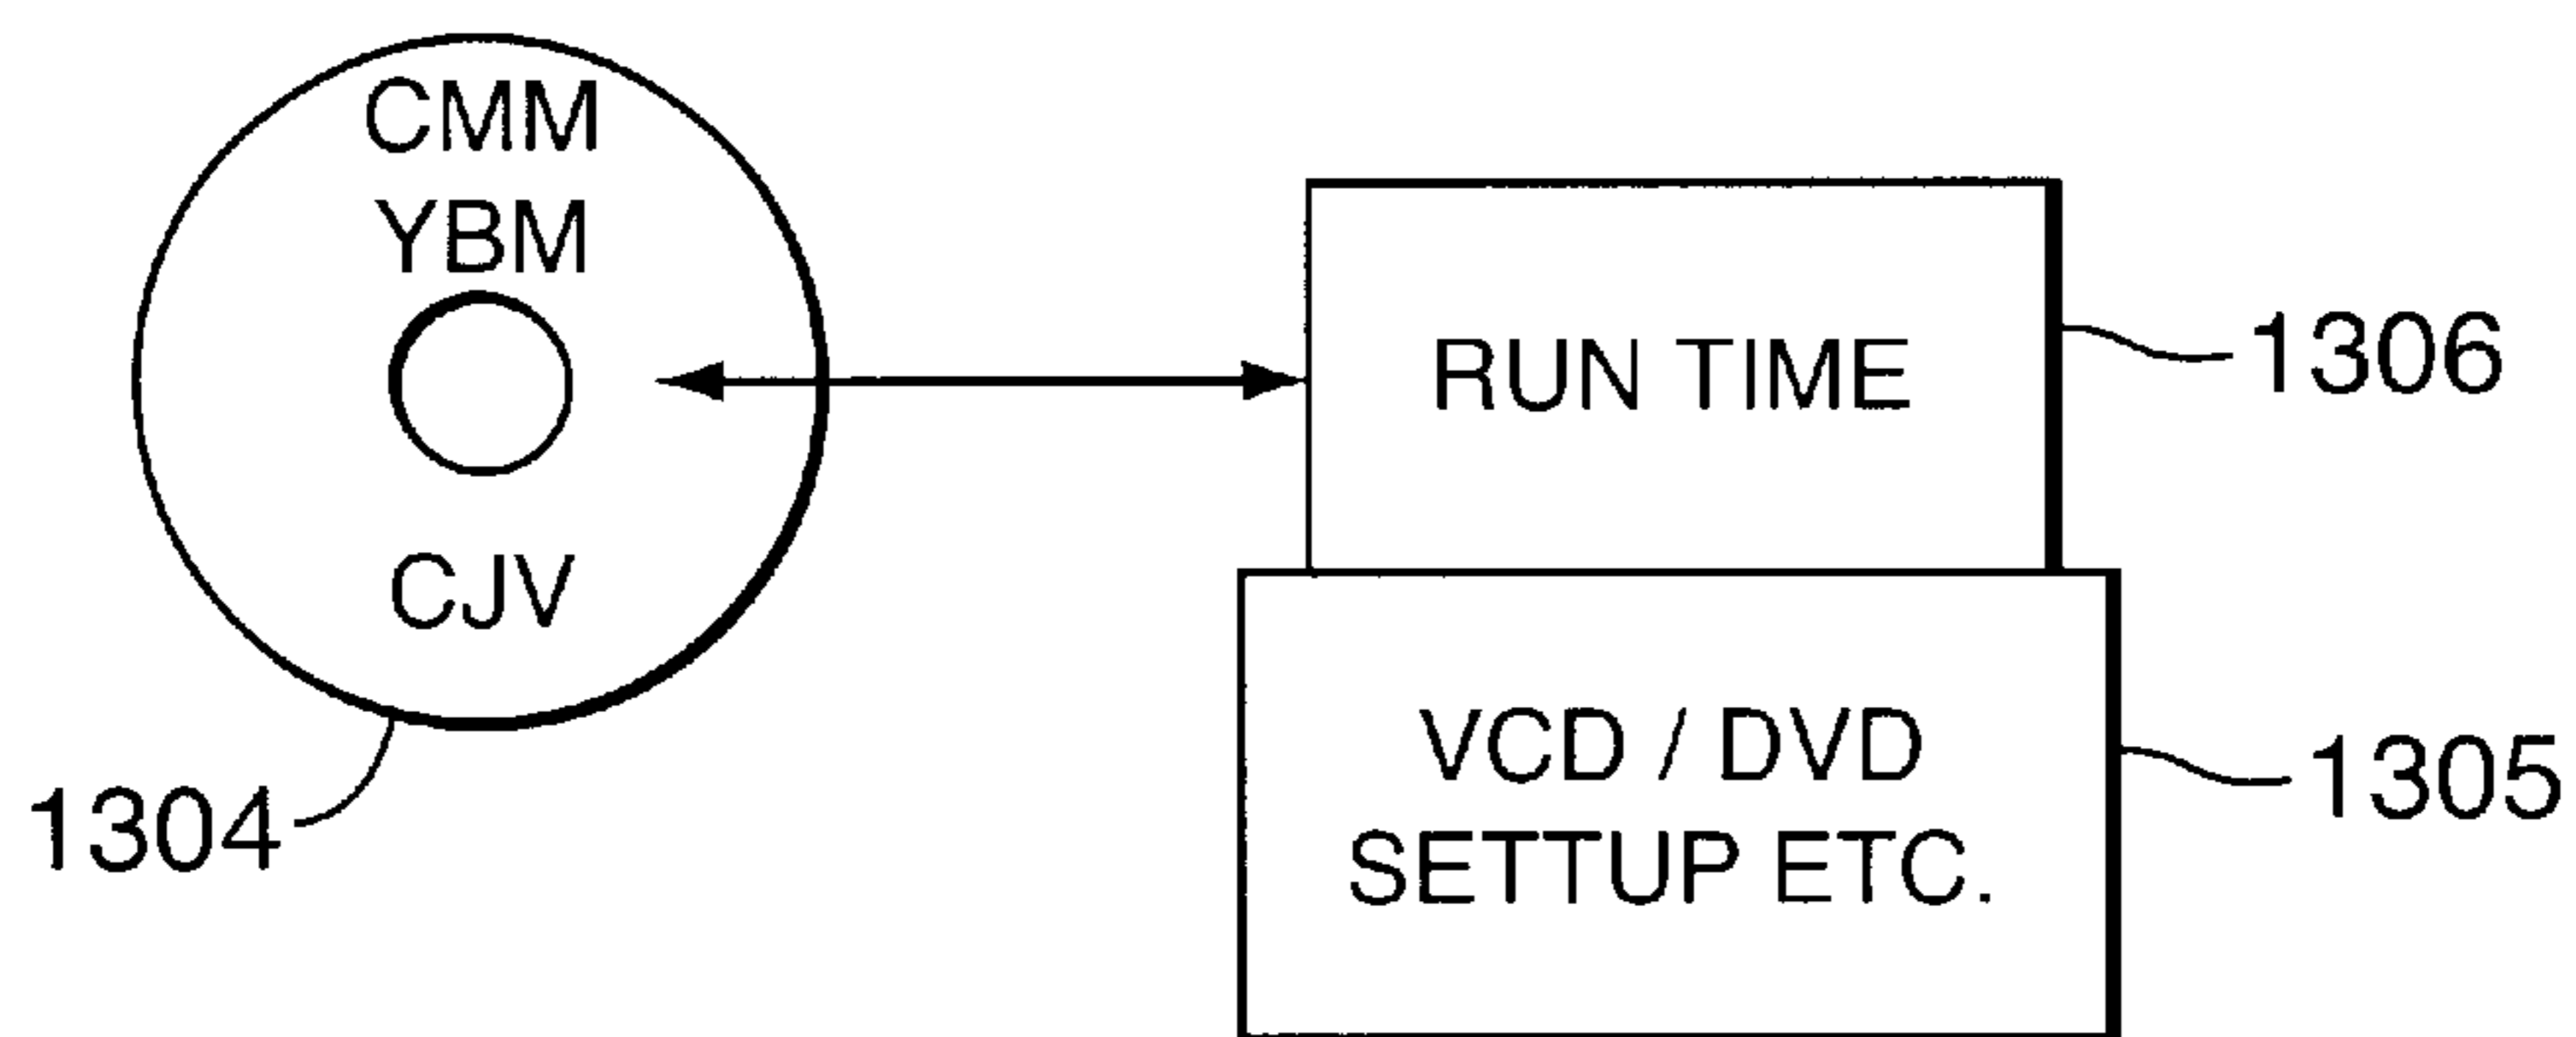 CMM
YBM
CJV
1304
RUN TIME
1306
VCD / DVD
SETTUP ETC.
1305